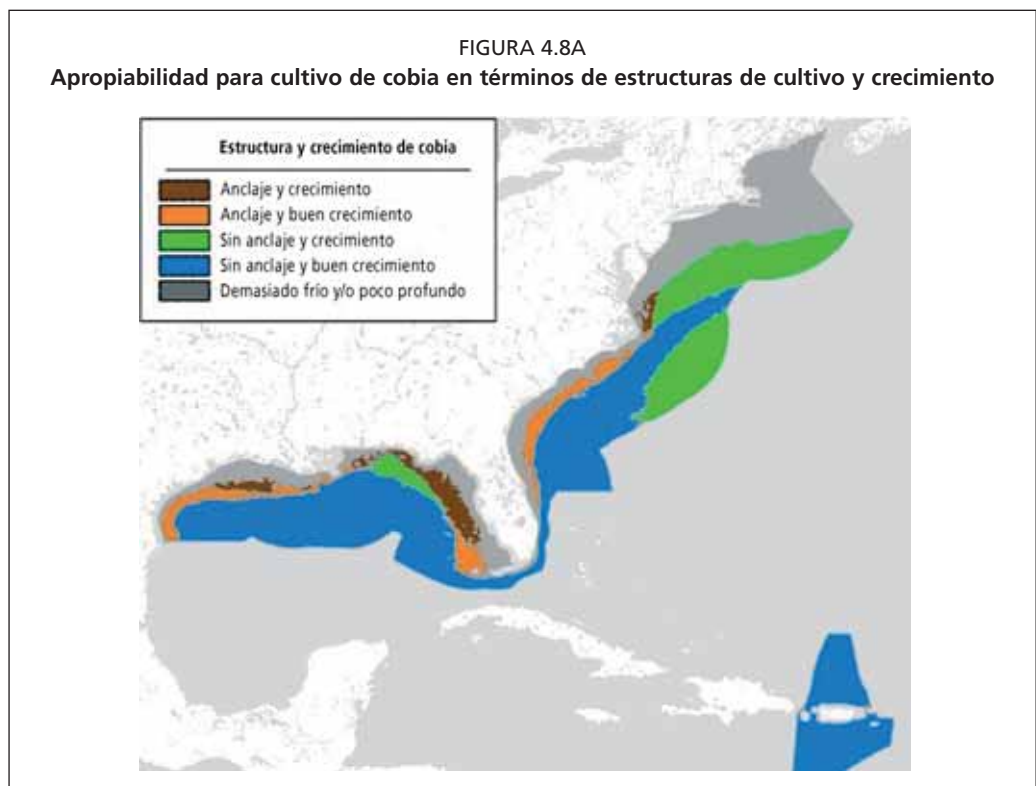 FIGURA 4.8A
Apropiabilidad para cultivo de cobia en términos de estructuras de cultivo y crecimiento
Estructura y crecimiento de cobia
Anclaje y crecimiento
Anclaje y buen crecimiento
Sin anclaje y crecimiento
Sin anclaje y buen crecimiento
Demasiado frío y/o poco profundo